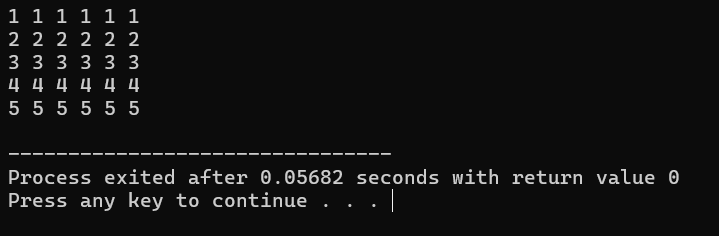 1 1 1 1 1 1
2 2 2 2 2 2
3 3 3 3 3 3
4 4 4 4 4 4
5 5 5 5 5 5
--------------------------------
Process exited after 0.05682 seconds with return value 0
Press any key to continue . . .